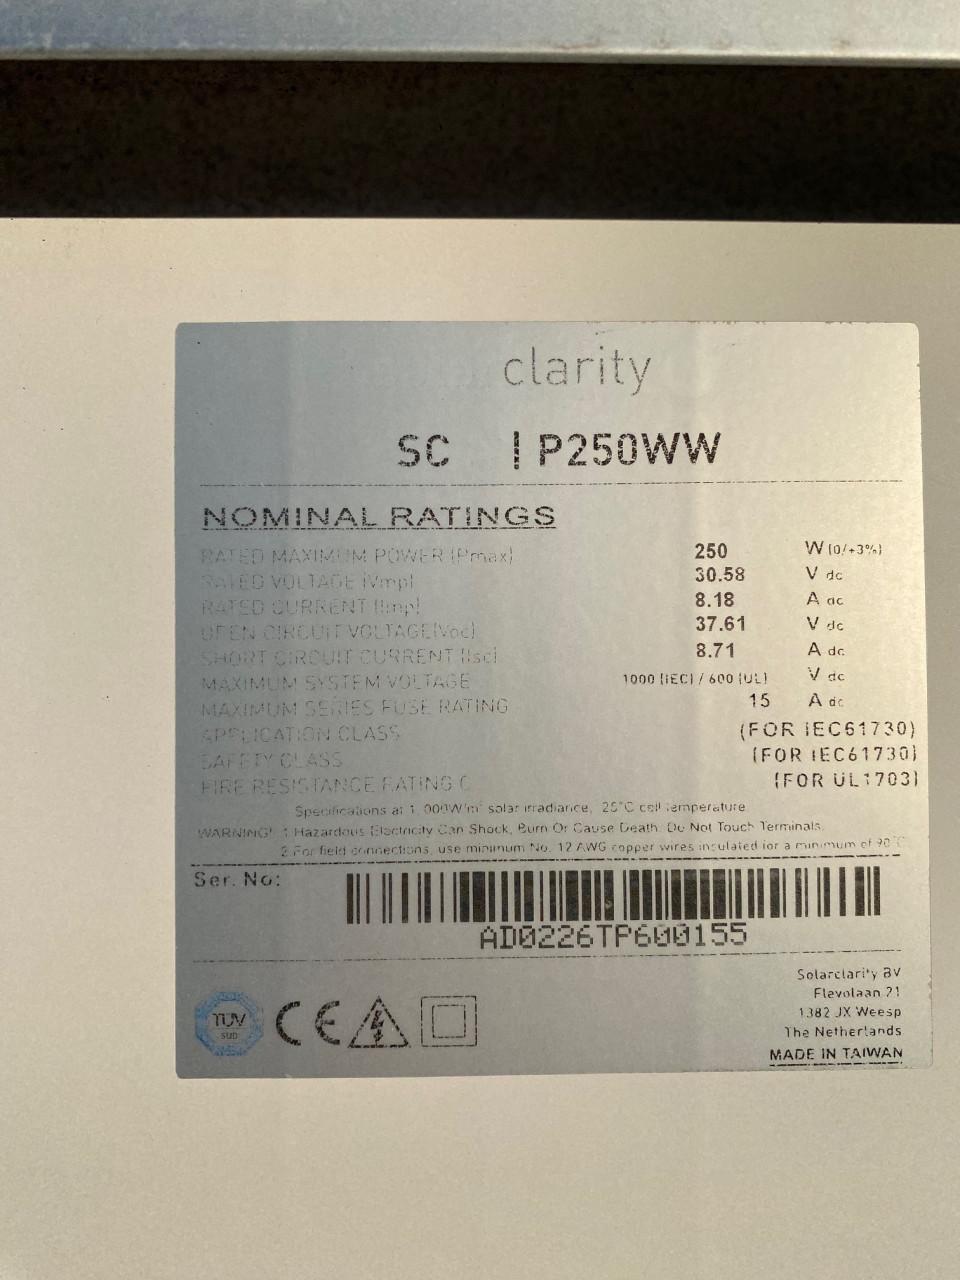 clarity
SC | P250WW
NOMINAL RATINGS
RATED MAXIMUM POWER (Pmax) 250 W (0/+3%)
RATED VOLTAGE (Vmp) 30.58 V dc
RATED CURRENT (Imp) 8.18 A dc
OPEN CIRCUIT VOLTAGE(Voc) 37.61 V dc
SHORT CIRCUIT CURRENT (Isc) 8.71 A dc
MAXIMUM SYSTEM VOLTAGE 1000 (IEC) / 600 (UL) V dc
MAXIMUM SERIES FUSE RATING 15 A dc
APPLICATION CLASS (FOR IEC61730)
SAFETY CLASS (FOR IEC61730)
FIRE RESISTANCE RATING C (FOR UL1703)
Specifications at 1,000W/m² solar irradiance, 25°C cell temperature
WARNING! 1.Hazardous Electricity Can Shock, Burn Or Cause Death. Do Not Touch Terminals.
2.For field connections, use minimum No. 12 AWG copper wires insulated for a minimum of 90°C
Ser. No:
AD0226TP600155
TUV
SUD
CE
Solarclarity BV
Flevolaan 21
1382 JX Weesp
The Netherlands
MADE IN TAIWAN